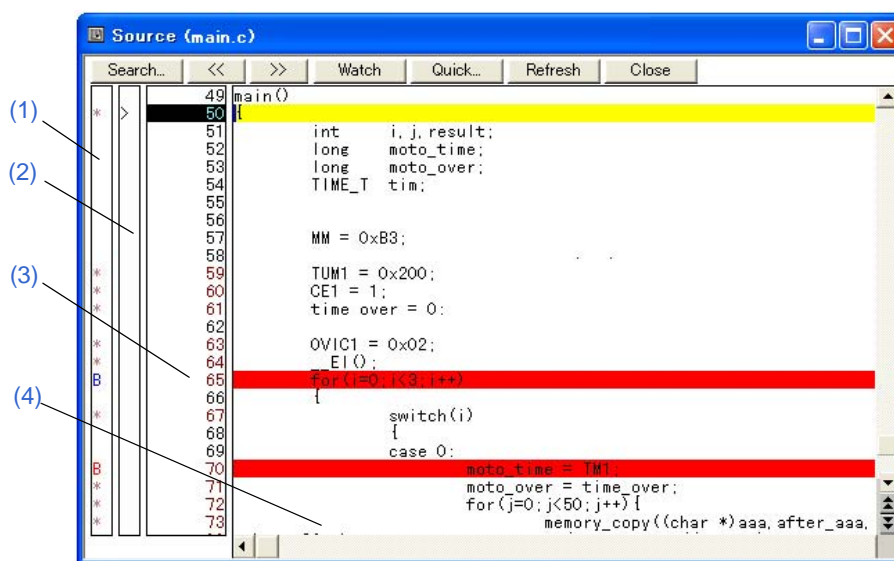 Source (main.c)
Search... << >> Watch Quick... Refresh Close
49 main()
(1) * > 50 {
51 int i, j, result;
52 long moto_time;
53 long moto_over;
(2) 54 TIME_T tim;
55
56
57 MM = 0xB3;
58
(3) * 59 TUM1 = 0x200;
* 60 CE1 = 1;
* 61 time over = 0:
62
* 63 OVIC1 = 0x02;
* 64 __EI();
B 65 for(i=0;i<3;i++)
(4) 66 {
* 67 switch(i)
68 {
69 case 0:
B 70 moto_time = TM1;
* 71 moto_over = time_over;
* 72 for(j=0;j<50;j++){
* 73 memory_copy((char *)aaa,after_aaa,